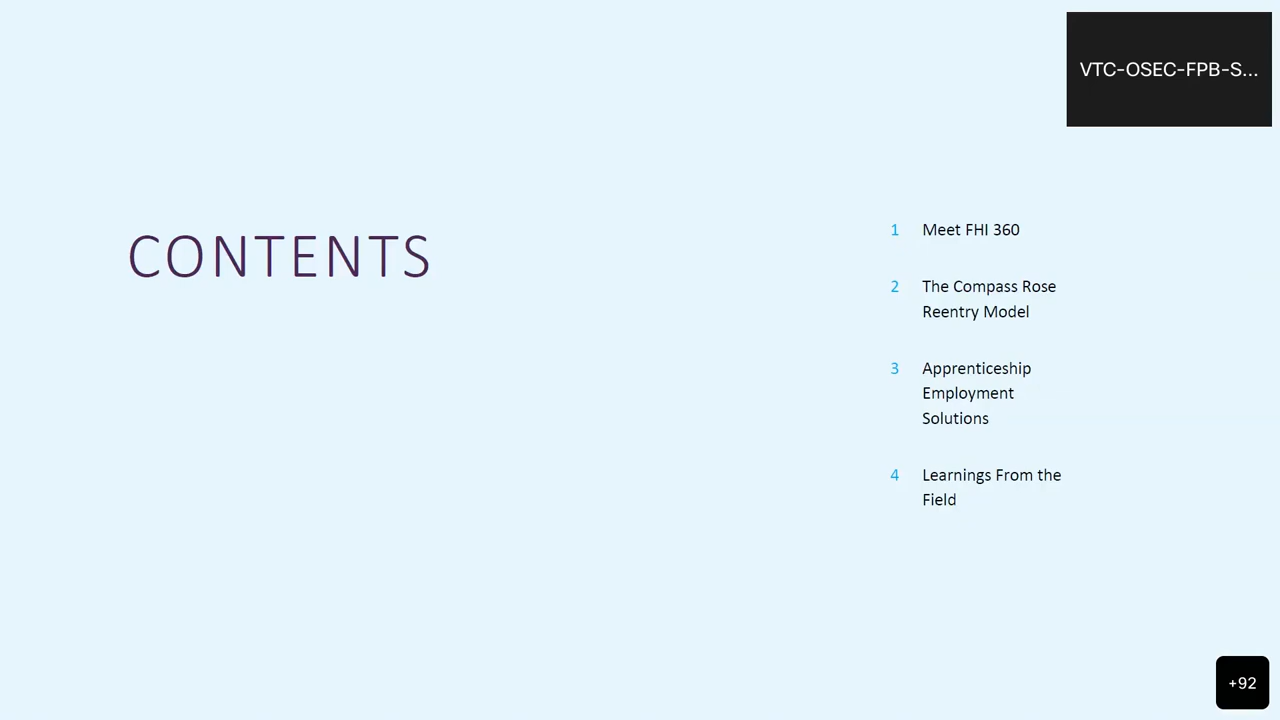 VTC-OSEC-FPB-S...
CONTENTS
1 Meet FHI 360
2 The Compass Rose
Reentry Model
3 Apprenticeship
Employment
Solutions
4 Learnings From the
Field
+92